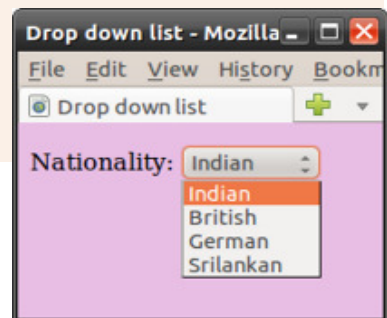 Drop down list - Mozilla
File Edit View History Bookm
Drop down list
Nationality: Indian
Indian
British
German
Srilankan